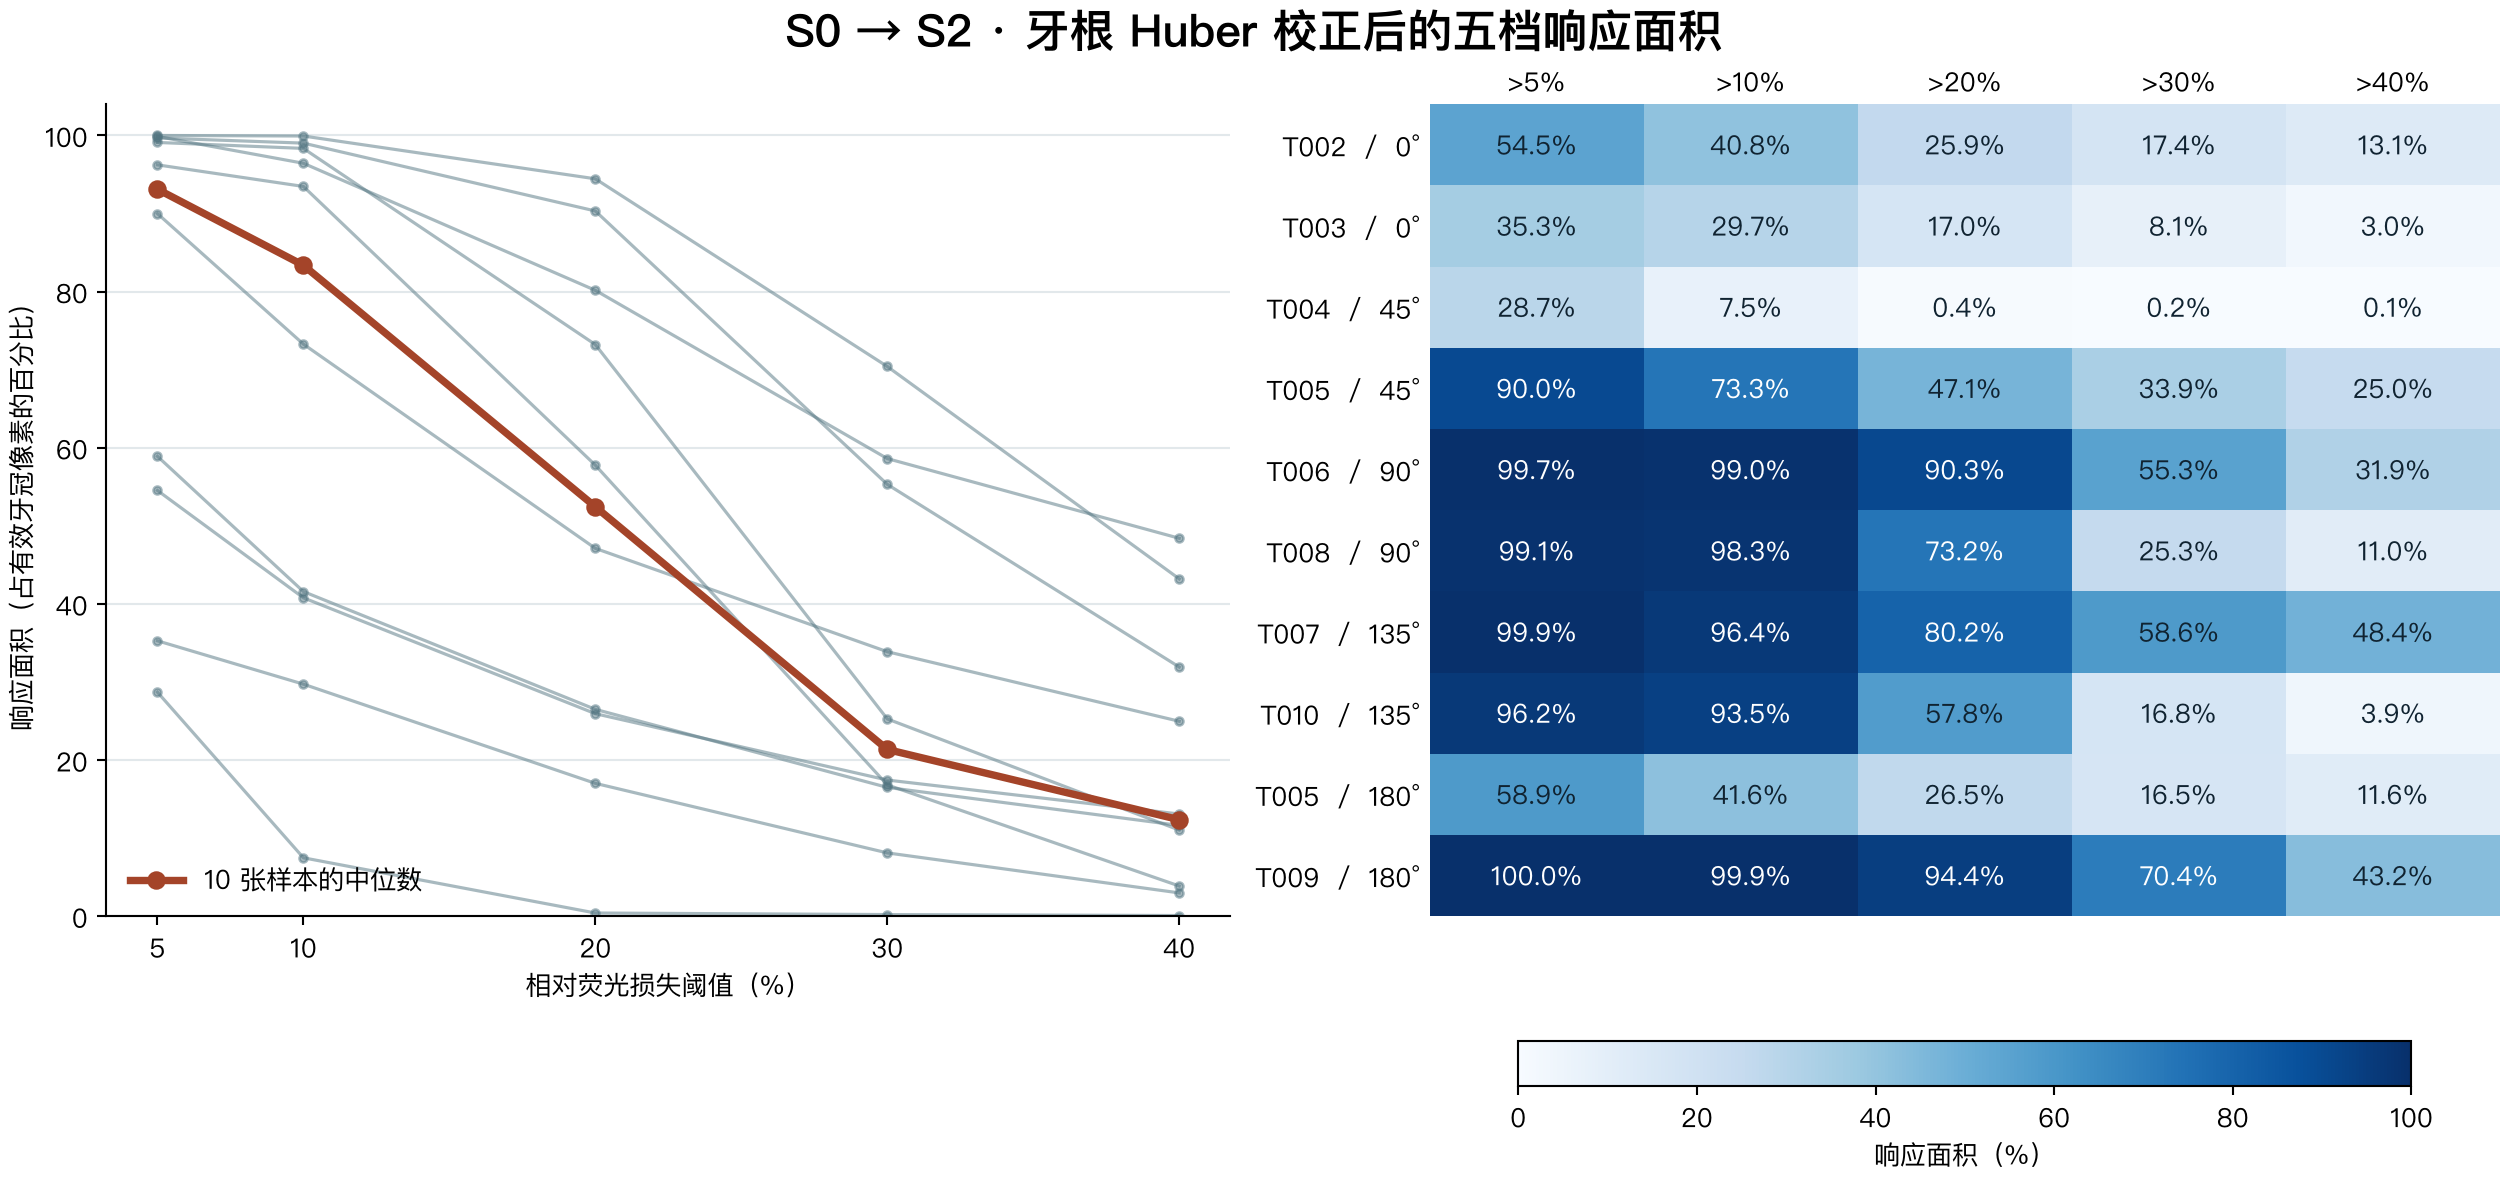 S0 → S2 · 牙根 Huber 校正后的五档响应面积
响应面积（占有效牙冠像素的百分比）
100
80
60
40
20
0
10 张样本的中位数
5 10 20 30 40
相对荧光损失阈值（%）
>5% >10% >20% >30% >40%
T002 / 0° 54.5% 40.8% 25.9% 17.4% 13.1%
T003 / 0° 35.3% 29.7% 17.0% 8.1% 3.0%
T004 / 45° 28.7% 7.5% 0.4% 0.2% 0.1%
T005 / 45° 90.0% 73.3% 47.1% 33.9% 25.0%
T006 / 90° 99.7% 99.0% 90.3% 55.3% 31.9%
T008 / 90° 99.1% 98.3% 73.2% 25.3% 11.0%
T007 / 135° 99.9% 96.4% 80.2% 58.6% 48.4%
T010 / 135° 96.2% 93.5% 57.8% 16.8% 3.9%
T005 / 180° 58.9% 41.6% 26.5% 16.5% 11.6%
T009 / 180° 100.0% 99.9% 94.4% 70.4% 43.2%
0 20 40 60 80 100
响应面积（%）